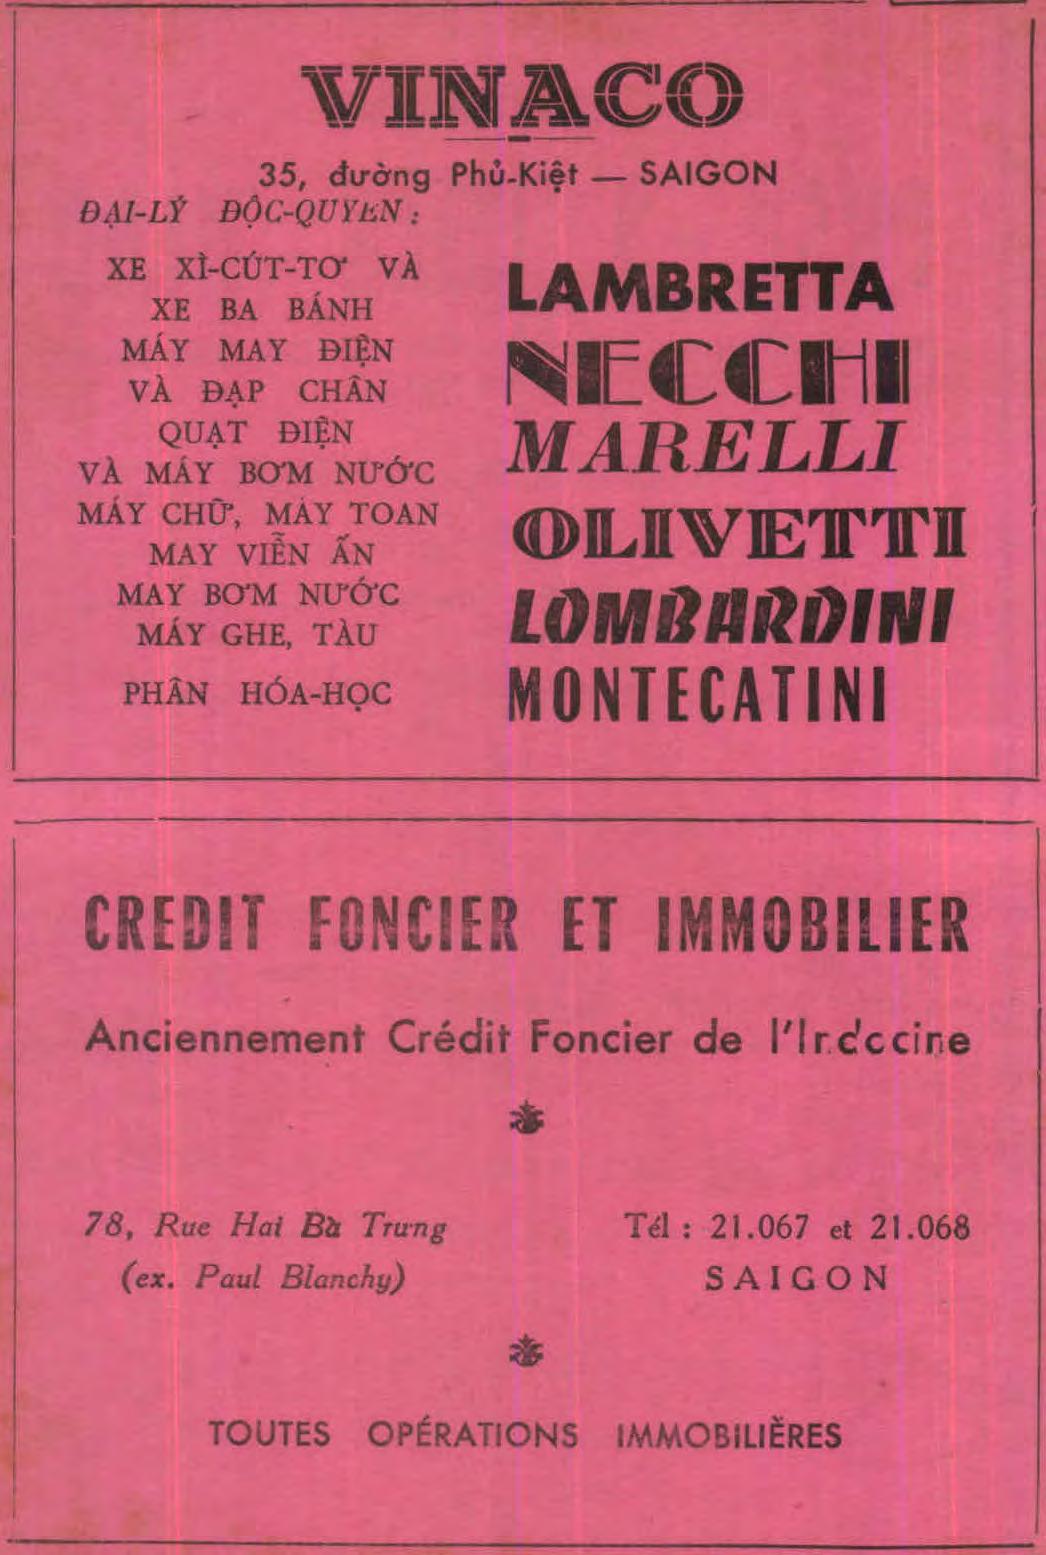 VINACO
35, đường Phủ-Kiệt — SAIGON
ĐẠI-LÝ ĐỘC-QUYỀN :
XE XÌ-CÚT-TƠ VÀ
XE BA BÁNH
LAMBRETTA
MÁY MAY ĐIỆN
VÀ ĐẠP CHÂN
NECCHI
QUẠT ĐIỆN
VÀ MÁY BƠM NƯỚC
MARELLI
MÁY CHỮ, MÁY TOAN
MAY VIỄN ẤN
OLIVETTI
MAY BƠM NƯỚC
MÁY GHE, TÀU
LOMBARDINI
PHÂN HÓA-HỌC
MONTECATINI
CREDIT FONCIER ET IMMOBILIER
Anciennement Crédit Foncier de l'Indocine
78, Rue Hai Bà Trưng
(ex. Paul Blanchy)
Tél : 21.067 et 21.068
SAIGON
TOUTES OPÉRATIONS IMMOBILIÈRES